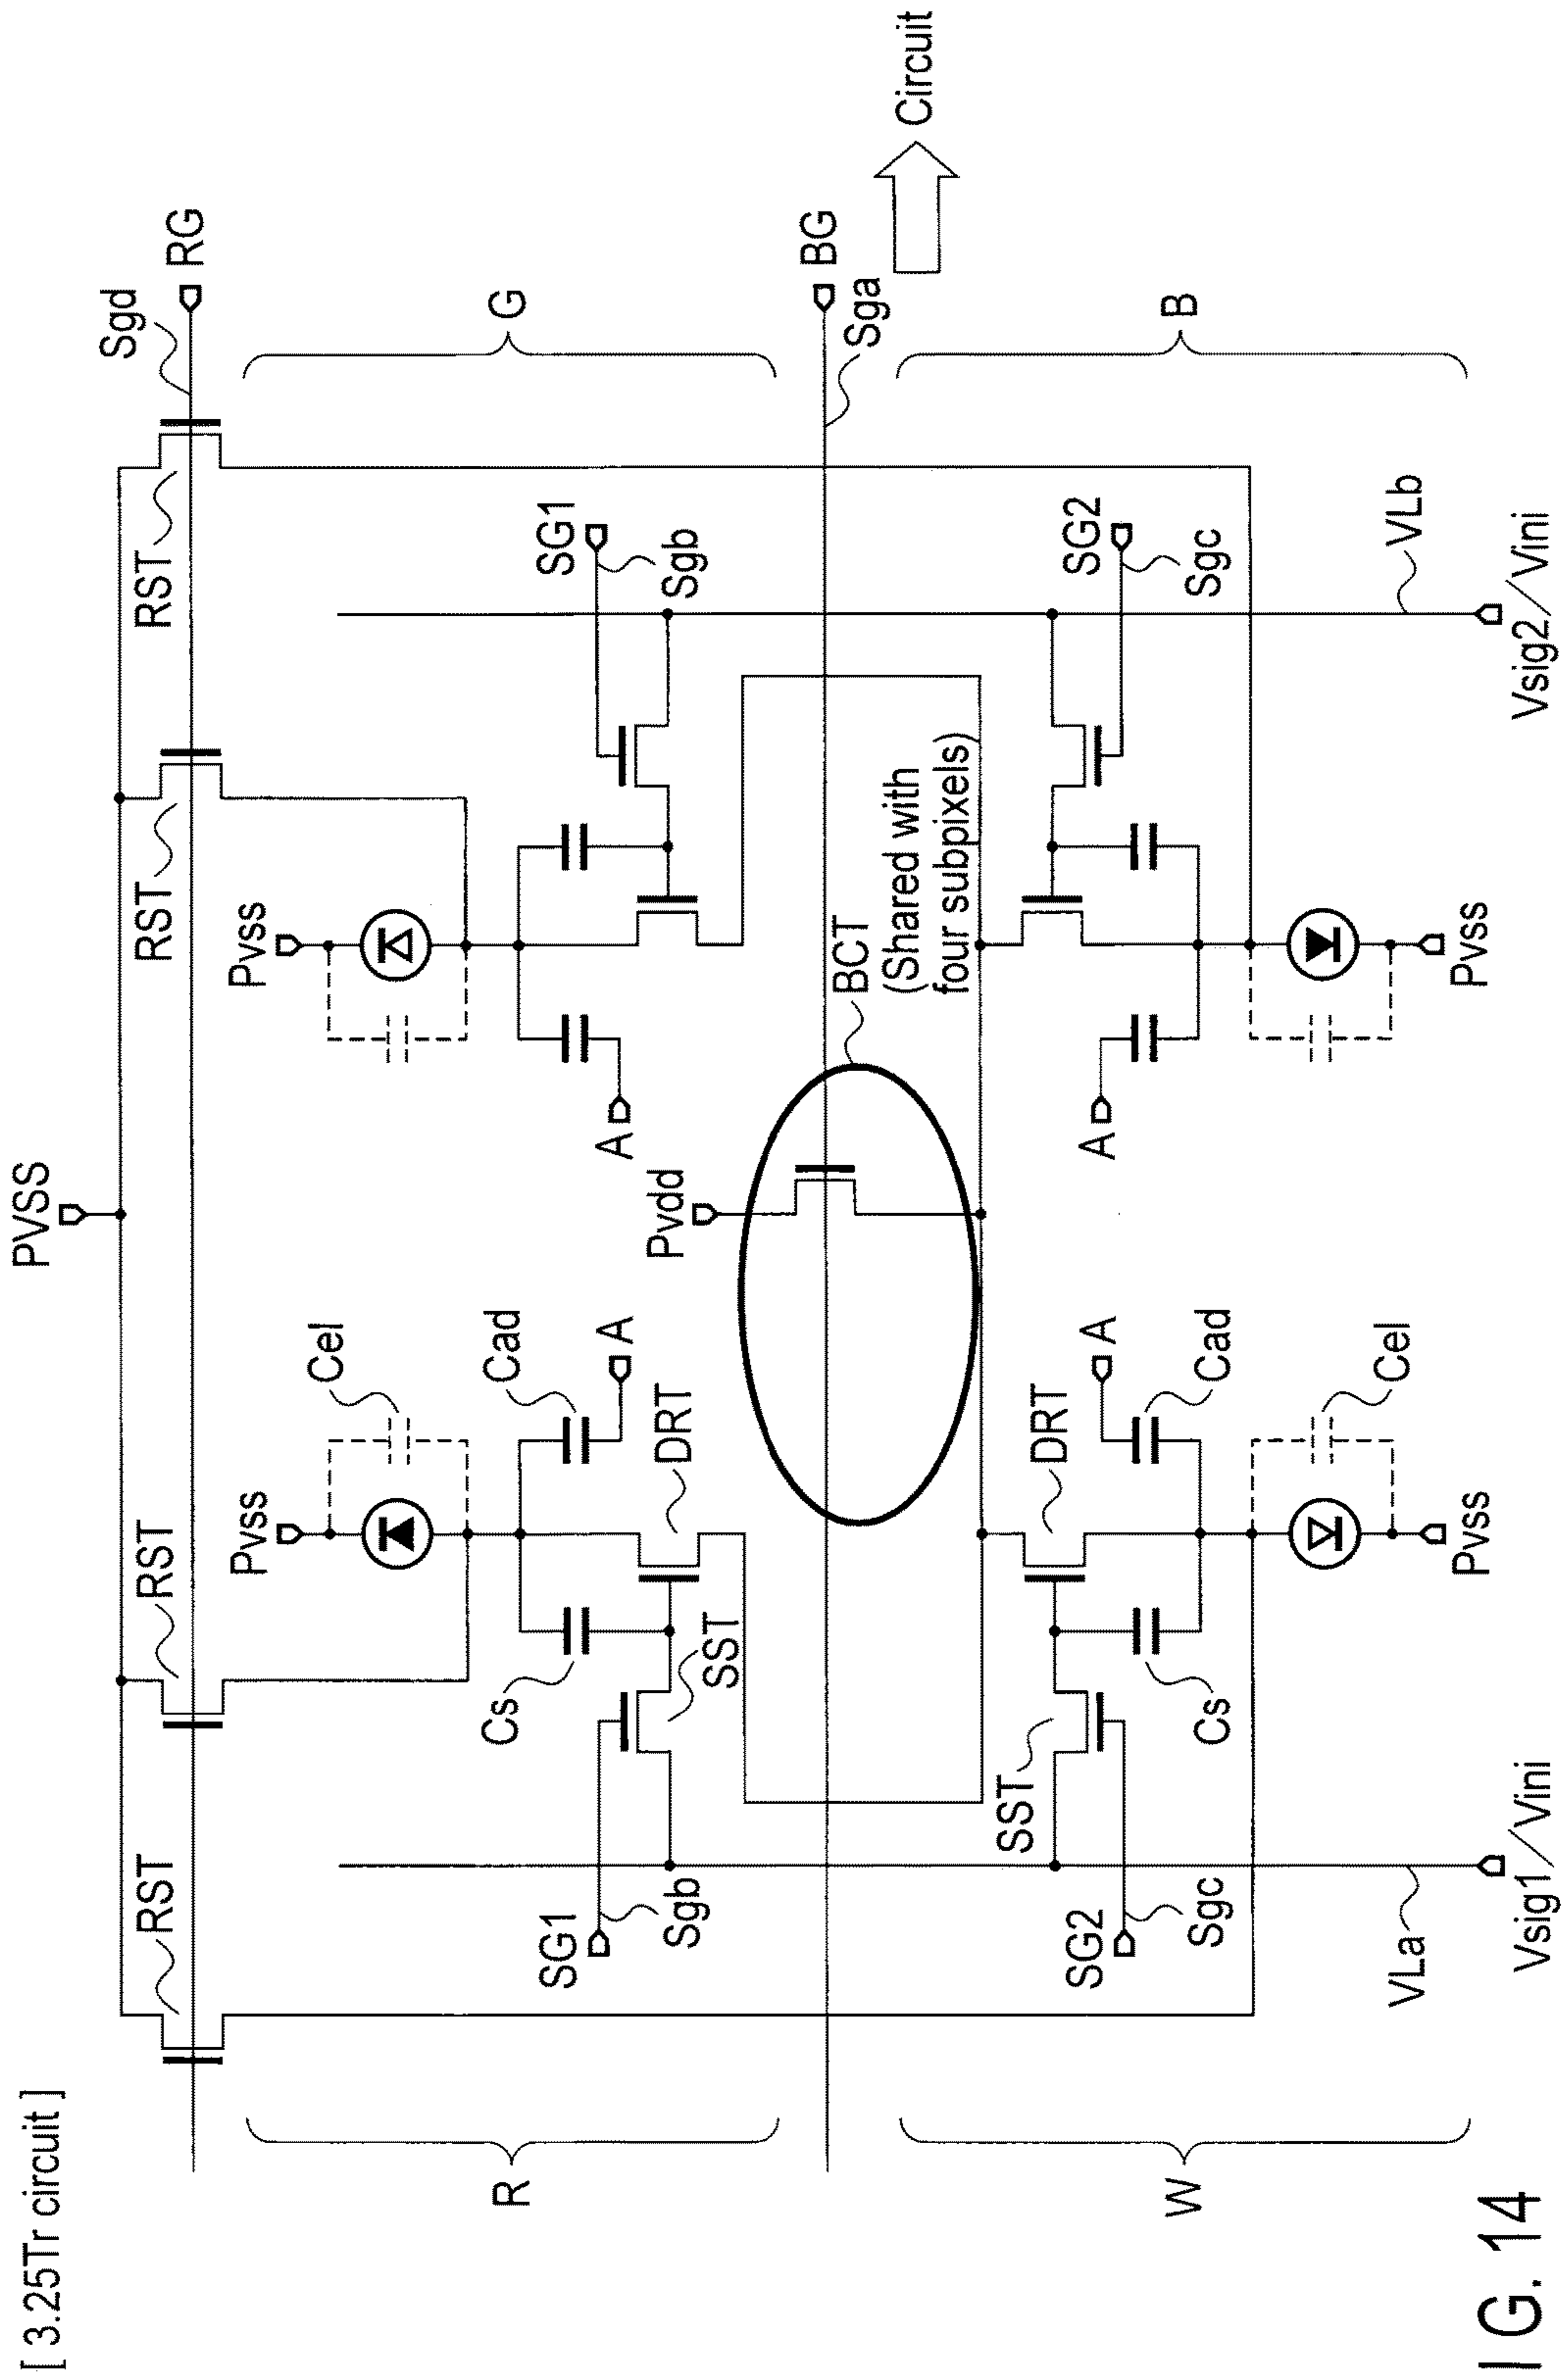 [ 3.25Tr circuit ]
PVSS
Sgd
RG
RST
RST
RST
RST
Pvss
Cel
Pvss
R
G
Cs
Cad
SG1
Sgb
SST
DRT
A
A
SG1
Sgb
Pvdd
BCT
(Shared with
four subpixels)
BG
Sga
Circuit
W
B
SST
DRT
A
A
SG2
Sgc
Cs
Cad
SG2
Sgc
Cel
VLa
VLb
Pvss
Pvss
Vsig1/Vini
Vsig2/Vini
I G. 14